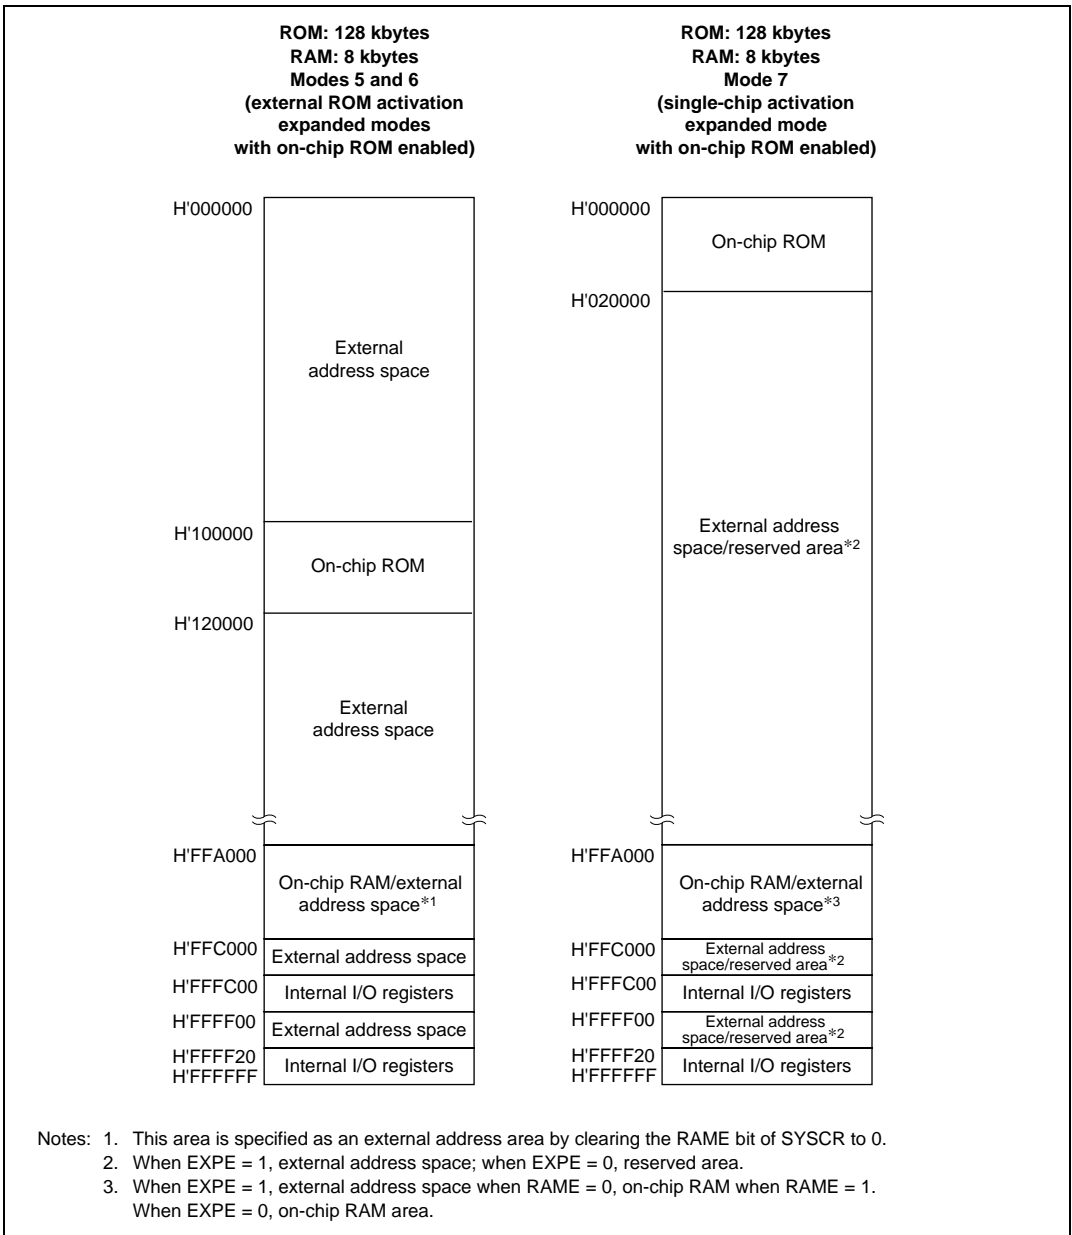 ROM: 128 kbytes
RAM: 8 kbytes
Modes 5 and 6
(external ROM activation
expanded modes
with on-chip ROM enabled)
H'000000
External
address space
H'100000
On-chip ROM
H'120000
External
address space
H'FFA000
On-chip RAM/external
address space*1
H'FFC000
External address space
H'FFFC00
Internal I/O registers
H'FFFF00
External address space
H'FFFF20
Internal I/O registers
H'FFFFFF
ROM: 128 kbytes
RAM: 8 kbytes
Mode 7
(single-chip activation
expanded mode
with on-chip ROM enabled)
H'000000
On-chip ROM
H'020000
External address
space/reserved area*2
H'FFA000
On-chip RAM/external
address space*3
H'FFC000
External address
space/reserved area*2
H'FFFC00
Internal I/O registers
H'FFFF00
External address
space/reserved area*2
H'FFFF20
Internal I/O registers
H'FFFFFF
Notes: 1. This area is specified as an external address area by clearing the RAME bit of SYSCR to 0.
2. When EXPE = 1, external address space; when EXPE = 0, reserved area.
3. When EXPE = 1, external address space when RAME = 0, on-chip RAM when RAME = 1.
When EXPE = 0, on-chip RAM area.